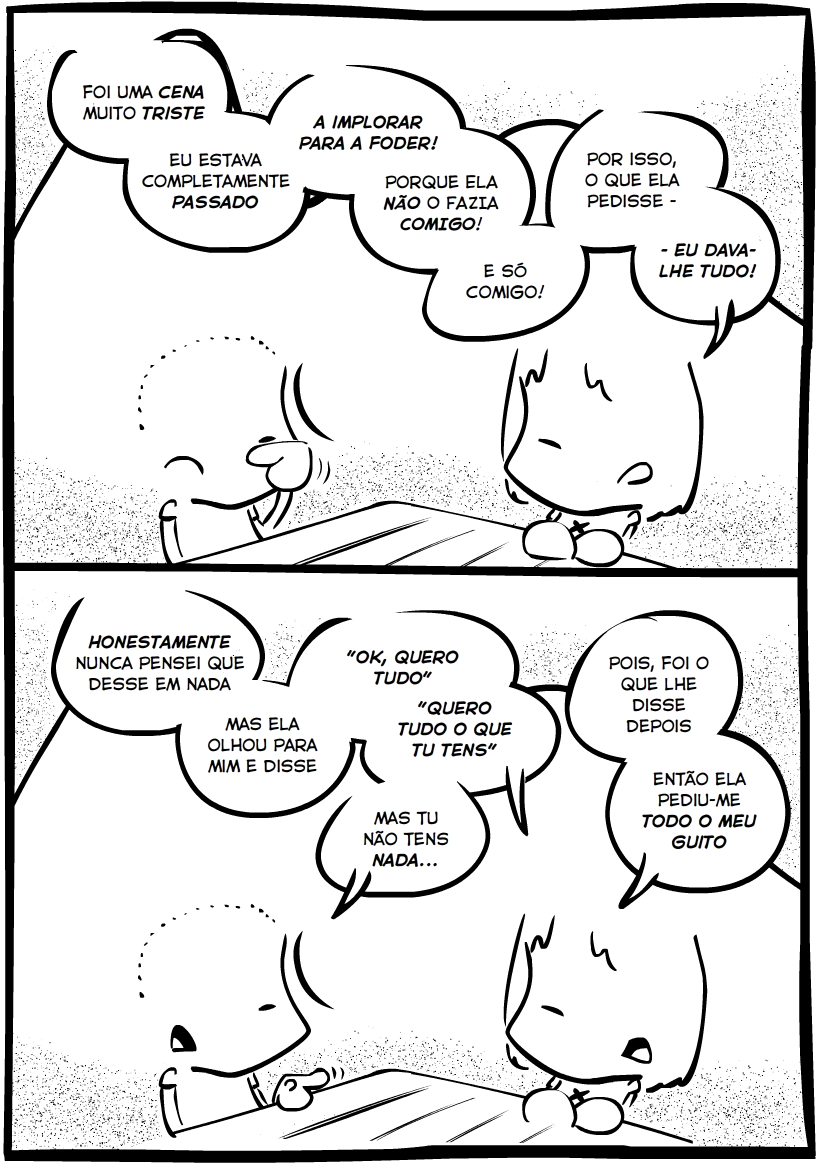 FOI UMA CENA
MUITO TRISTE
EU ESTAVA
COMPLETAMENTE
PASSADO
A IMPLORAR
PARA A FODER!
PORQUE ELA
NÃO O FAZIA
COMIGO!
E SÓ
COMIGO!
POR ISSO,
O QUE ELA
PEDISSE -
- EU DAVA-
LHE TUDO!
HONESTAMENTE
NUNCA PENSEI QUE
DESSE EM NADA
MAS ELA
OLHOU PARA
MIM E DISSE
"OK, QUERO
TUDO"
"QUERO
TUDO O QUE
TU TENS"
MAS TU
NÃO TENS
NADA...
POIS, FOI O
QUE LHE
DISSE
DEPOIS
ENTÃO ELA
PEDIU-ME
TODO O MEU
GUITO